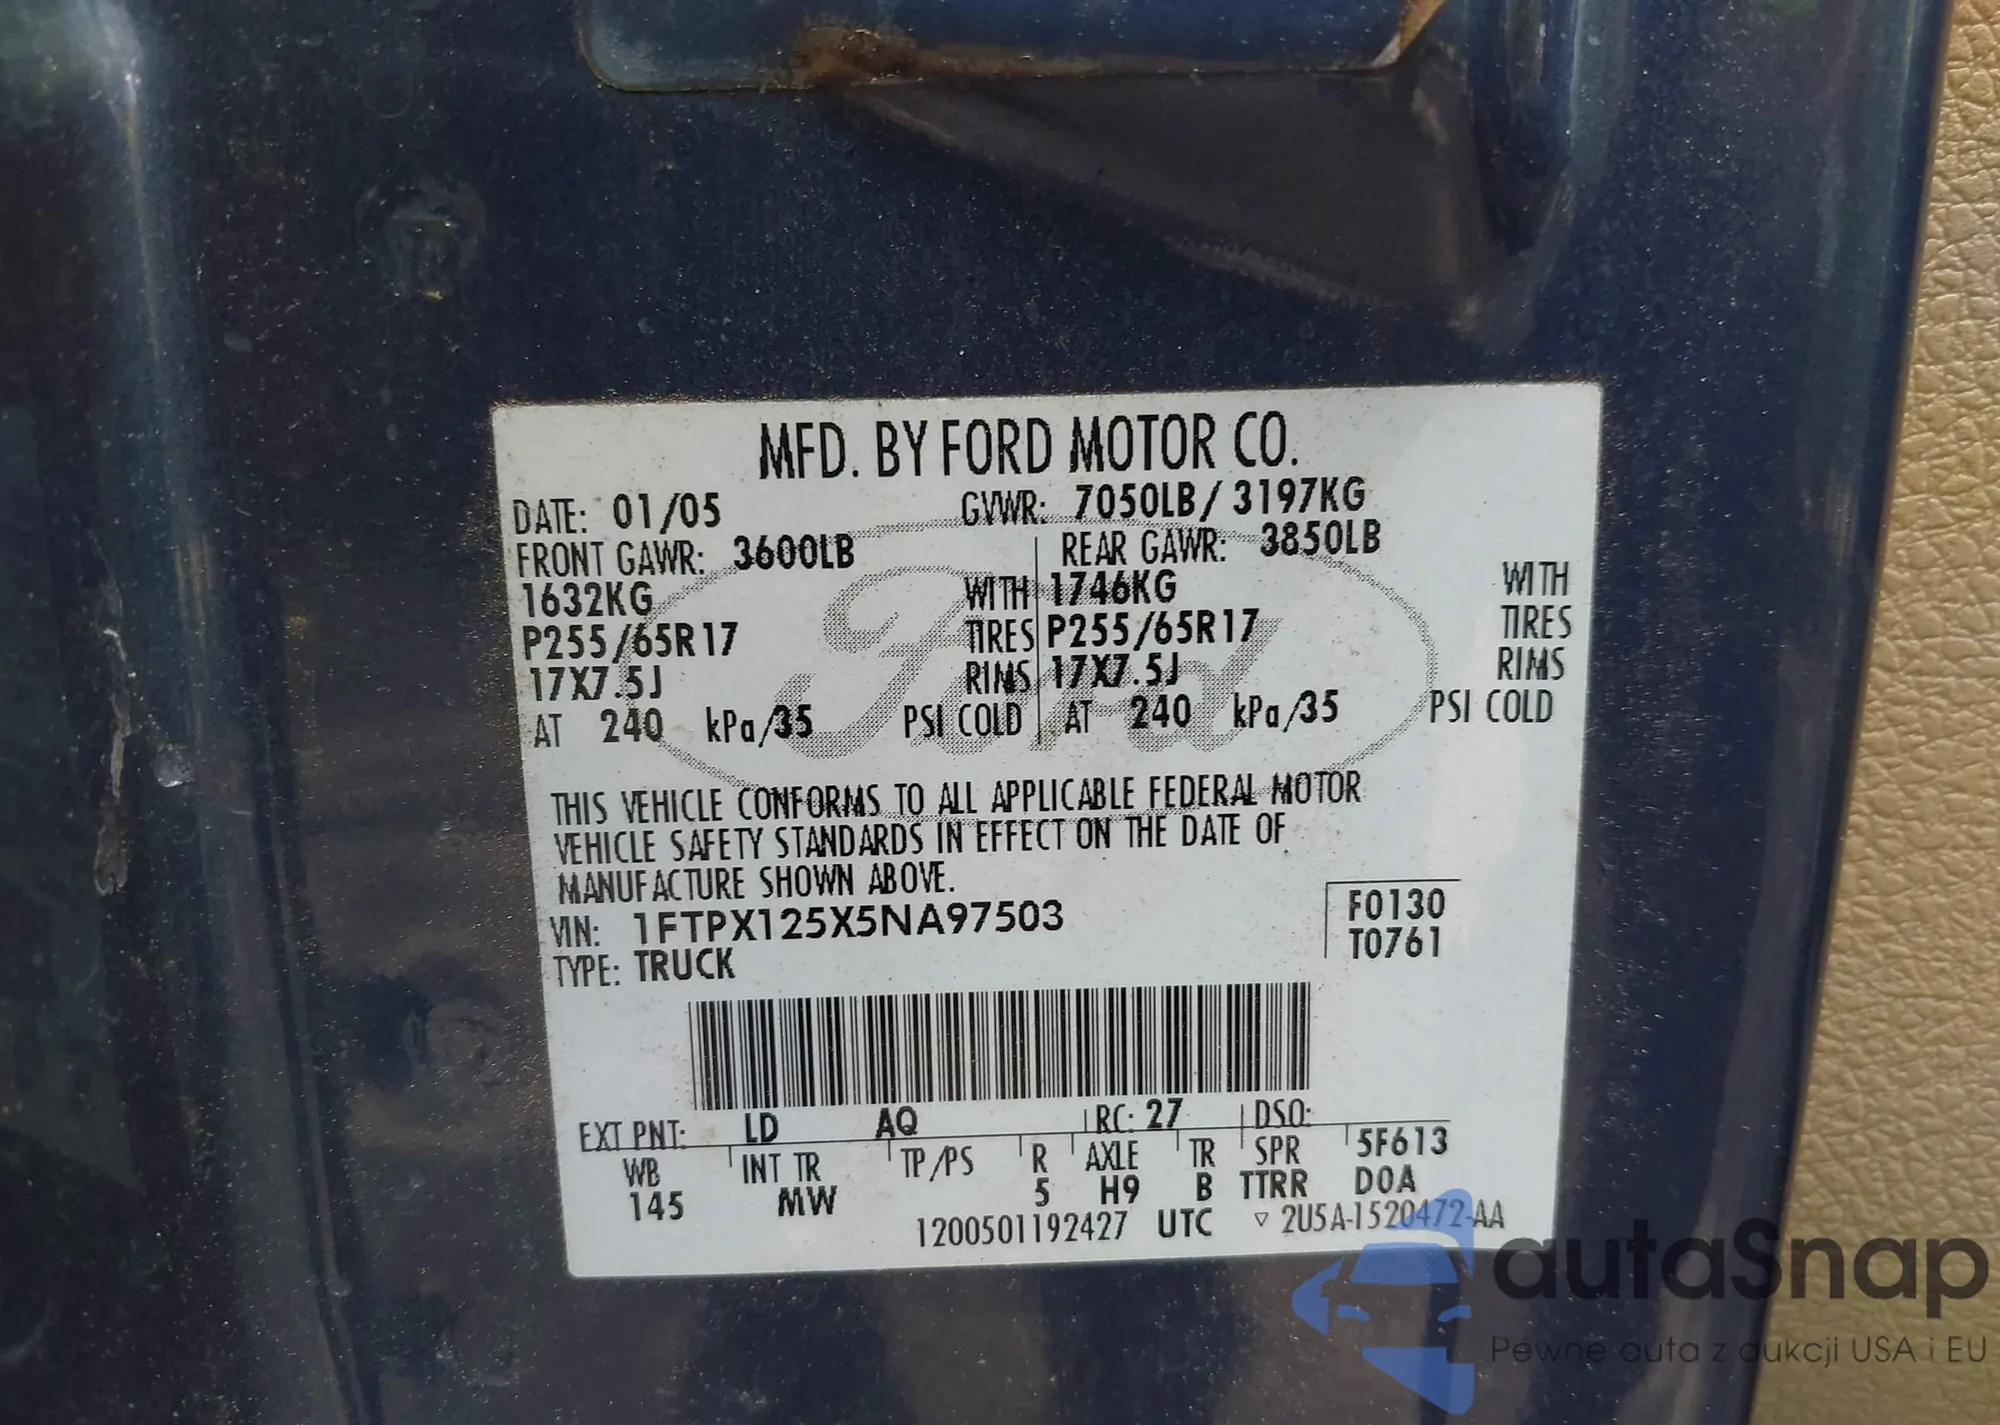 MFD. BY FORD MOTOR CO.
DATE: 01/05 GVWR: 7050LB/ 3197KG
FRONT GAWR: 3600LB REAR GAWR: 3850LB
1632KG WITH 1746KG WITH
P255/65R17 TIRES P255/65R17 TIRES
17X7.5J RIMS 17X7.5J RIMS
AT 240 kPa/35 PSI COLD AT 240 kPa/35 PSI COLD
Ford
THIS VEHICLE CONFORMS TO ALL APPLICABLE FEDERAL MOTOR
VEHICLE SAFETY STANDARDS IN EFFECT ON THE DATE OF
MANUFACTURE SHOWN ABOVE.
VIN: 1FTPX125X5NA97503 F0130
TYPE: TRUCK T0761
EXT PNT: LD AQ RC: 27 DSO:
WB INT TR TP/PS R AXLE TR SPR 5F613
145 MW 5 H9 B TTRR D0A
1200501192427 UTC ▽ 2U5A-1520472-AA
autaSnap
Pewne auta z aukcji USA i EU